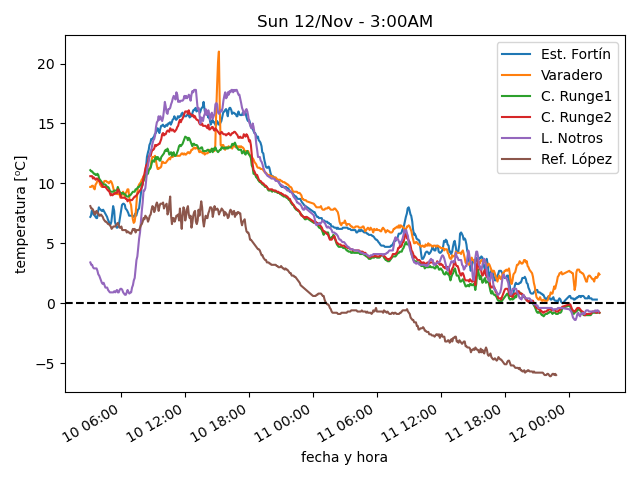 Sun 12/Nov - 3:00AM
Est. Fortín
Varadero
C. Runge1
C. Runge2
L. Notros
Ref. López
temperatura [ºC]
20
15
10
5
0
−5
10 06:00
10 12:00
10 18:00
11 00:00
11 06:00
11 12:00
11 18:00
12 00:00
fecha y hora